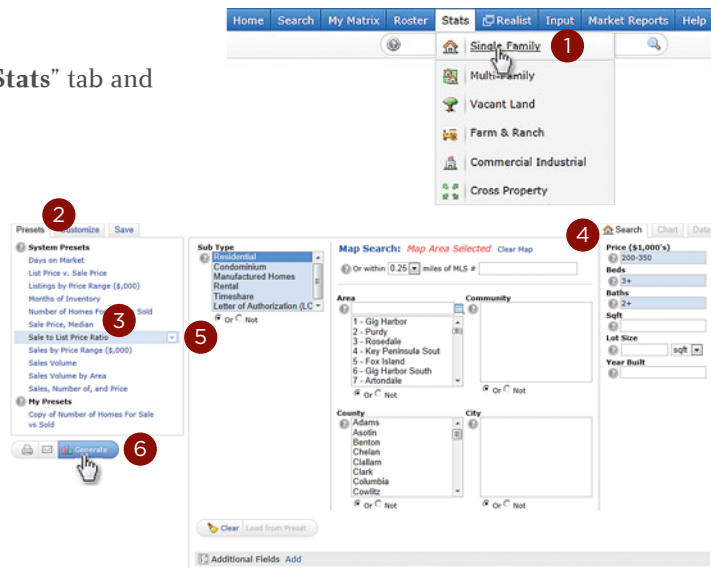 Home Search My Matrix Roster Stats Realist Input Market Reports Help
Stats” tab and
Single Family 1
Multi-Family
Vacant Land
Farm & Ranch
Commercial Industrial
Cross Property
2
Presets Customize Save
System Presets
Days on Market
List Price v. Sale Price
Listings by Price Range ($,000)
Months of Inventory
Number of Homes For Sold
Sale Price, Median
3
Sale to List Price Ratio
Sales by Price Range ($,000)
Sales Volume
Sales Volume by Area
Sales, Number of, and Price
My Presets
Copy of Number of Homes For Sale
vs Sold
Generate 6
5
Sub Type
Residential
Condominium
Manufactured Homes
Rental
Timeshare
Letter of Authorization (LC
Or Not
Map Search: Map Area Selected Clear Map
Or within 0.25 miles of MLS #
Area
1 - Gig Harbor
2 - Purdy
3 - Rosedale
4 - Key Peninsula Sout
5 - Fox Island
6 - Gig Harbor South
7 - Artondale
Or Not
Community
Or Not
County
Adams
Asotin
Benton
Chelan
Clallam
Clark
Columbia
Cowlitz
Or Not
City
Or Not
4
Search Chart Data
Price ($1,000's)
200-350
Beds
3+
Baths
2+
Sqft
Lot Size
sqft
Year Built
Clear Load from Preset
Additional Fields Add